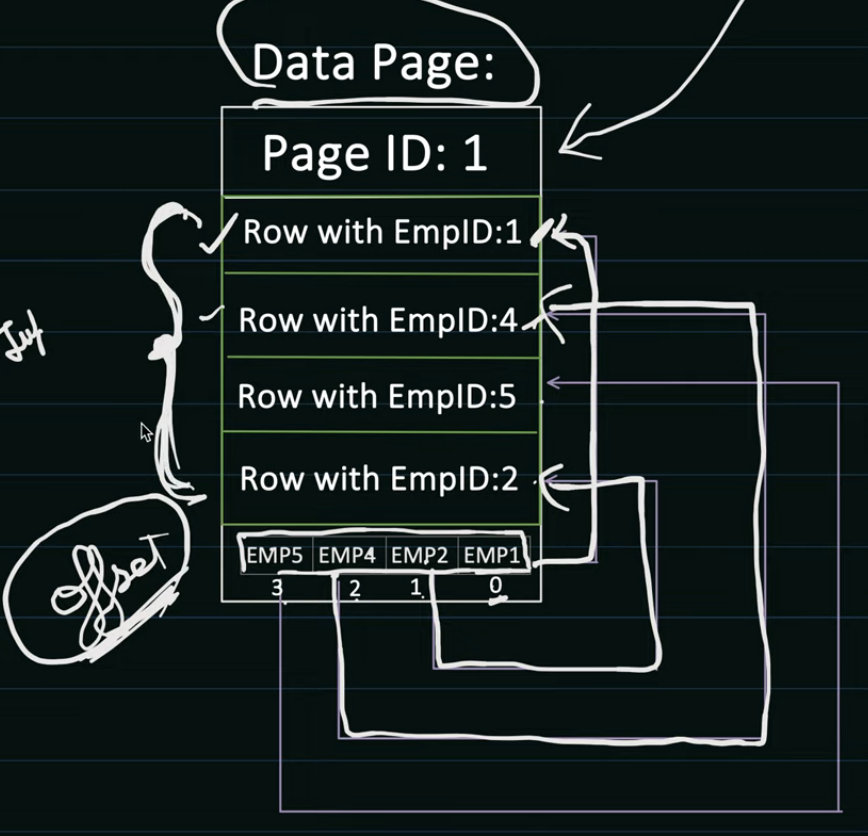 Data Page:
Page ID: 1
Row with EmpID:1
Row with EmpID:4
Row with EmpID:5
Row with EmpID:2
EMP5 EMP4 EMP2 EMP1
3 2 1 0
offset